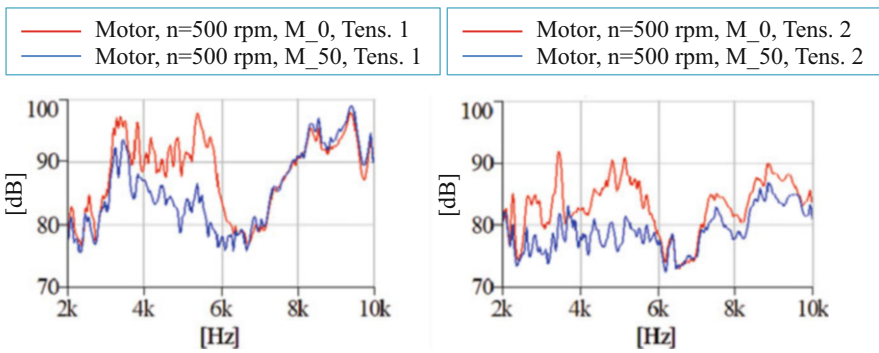 Motor, n=500 rpm, M_0, Tens. 1
Motor, n=500 rpm, M_50, Tens. 1
Motor, n=500 rpm, M_0, Tens. 2
Motor, n=500 rpm, M_50, Tens. 2
100
90
80
70
[dB]
2k 4k 6k 8k 10k
[Hz]
100
90
80
70
[dB]
2k 4k 6k 8k 10k
[Hz]